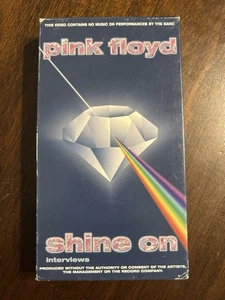 THIS VIDEO CONTAINS NO MUSIC OR PERFORMANCES BY THE BAND
pink floyd
shine on
interviews
PRODUCED WITHOUT THE AUTHORITY OR CONSENT OF THE ARTISTS,
THE MANAGEMENT OR THE RECORD COMPANY.